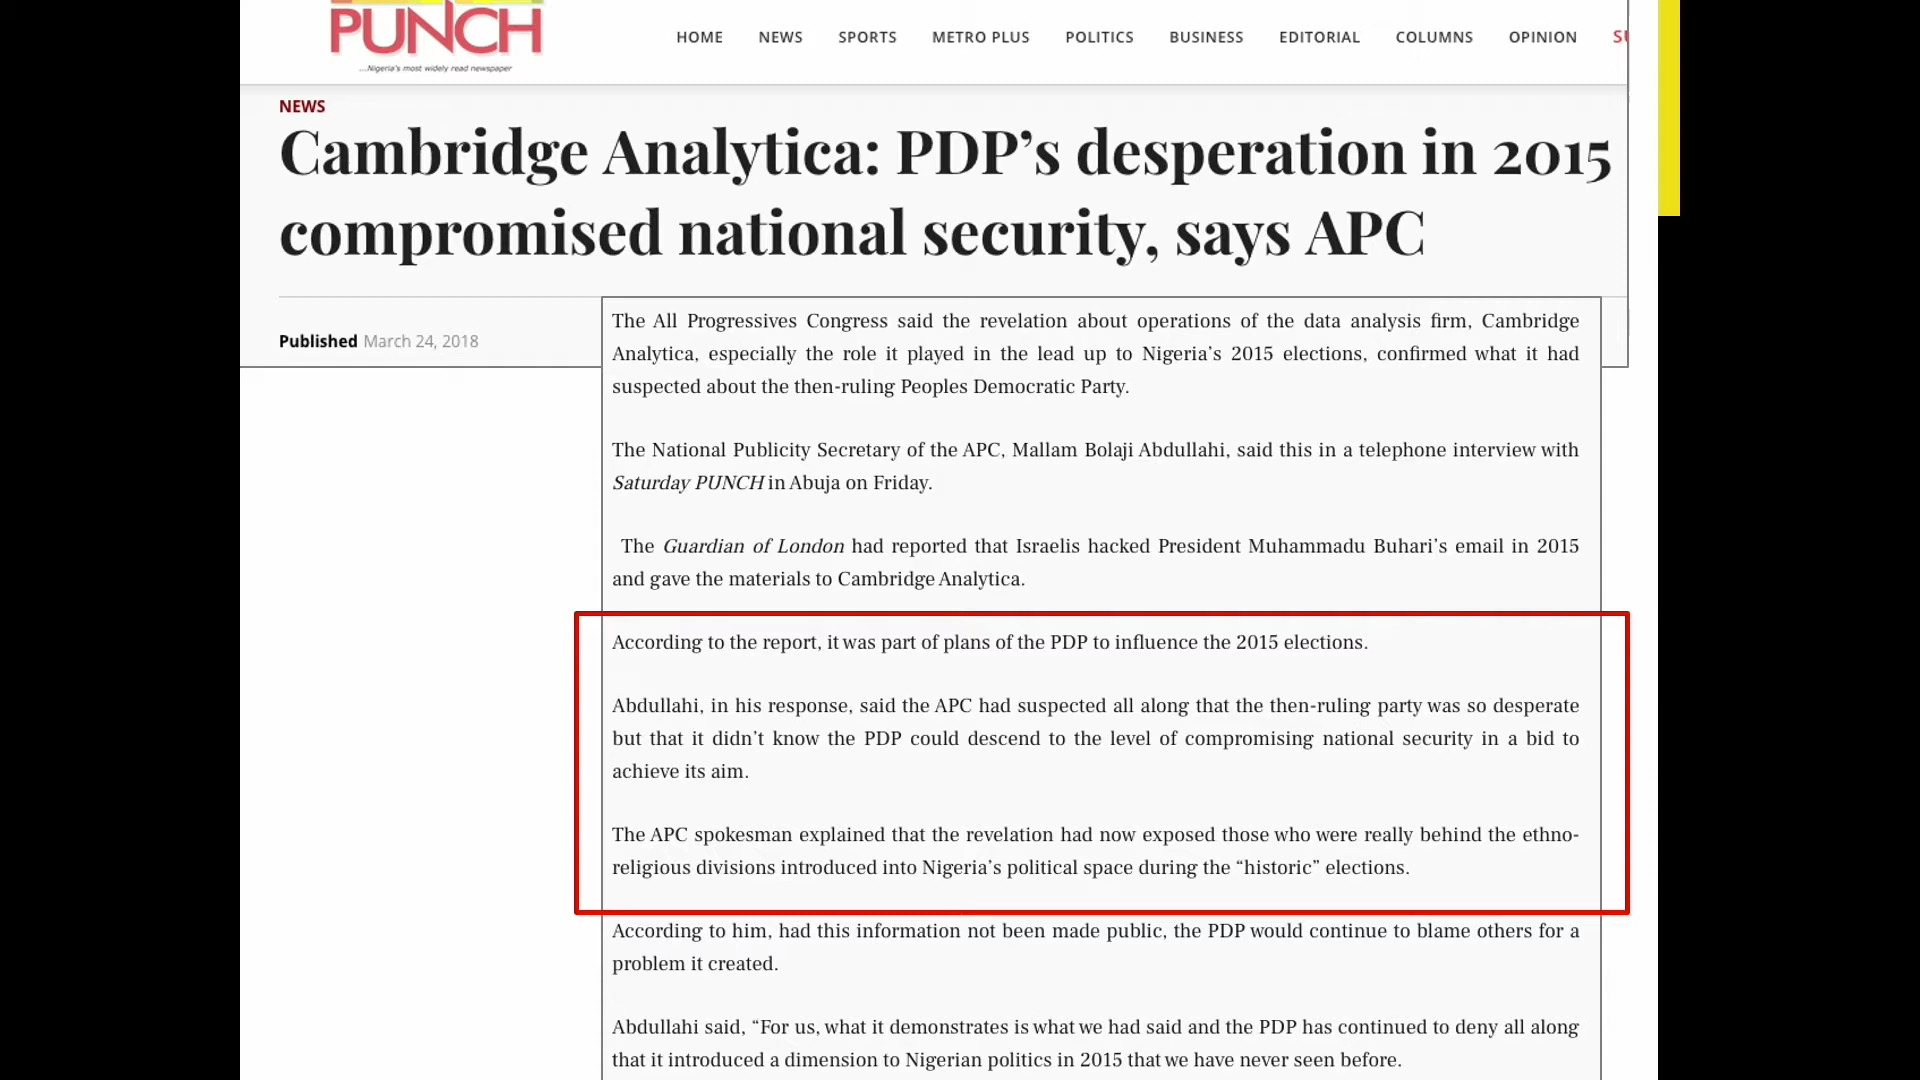 PUNCH
...Nigeria's most widely read newspaper
HOME NEWS SPORTS METRO PLUS POLITICS BUSINESS EDITORIAL COLUMNS OPINION
NEWS
Cambridge Analytica: PDP’s desperation in 2015
compromised national security, says APC
Published March 24, 2018
The All Progressives Congress said the revelation about operations of the data analysis firm, Cambridge
Analytica, especially the role it played in the lead up to Nigeria’s 2015 elections, confirmed what it had
suspected about the then-ruling Peoples Democratic Party.
The National Publicity Secretary of the APC, Mallam Bolaji Abdullahi, said this in a telephone interview with
Saturday PUNCH in Abuja on Friday.
The Guardian of London had reported that Israelis hacked President Muhammadu Buhari’s email in 2015
and gave the materials to Cambridge Analytica.
According to the report, it was part of plans of the PDP to influence the 2015 elections.
Abdullahi, in his response, said the APC had suspected all along that the then-ruling party was so desperate
but that it didn’t know the PDP could descend to the level of compromising national security in a bid to
achieve its aim.
The APC spokesman explained that the revelation had now exposed those who were really behind the ethno-
religious divisions introduced into Nigeria’s political space during the “historic” elections.
According to him, had this information not been made public, the PDP would continue to blame others for a
problem it created.
Abdullahi said, “For us, what it demonstrates is what we had said and the PDP has continued to deny all along
that it introduced a dimension to Nigerian politics in 2015 that we have never seen before.